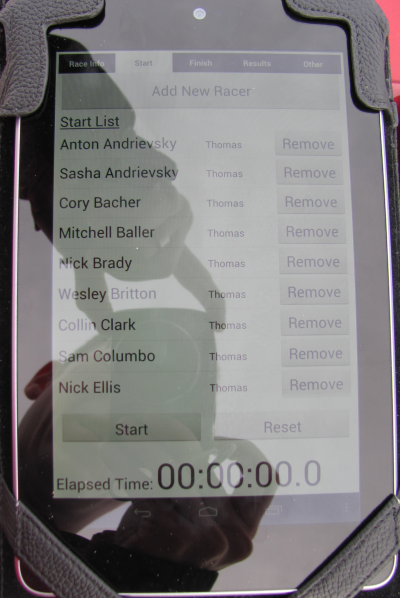 Race Info Start Finish Results Other
Add New Racer
Start List
Anton Andrievsky Thomas Remove
Sasha Andrievsky Thomas Remove
Cory Bacher Thomas Remove
Mitchell Baller Thomas Remove
Nick Brady Thomas Remove
Wesley Britton Thomas Remove
Collin Clark Thomas Remove
Sam Columbo Thomas Remove
Nick Ellis Thomas Remove
Start Reset
Elapsed Time: 00:00:00.0